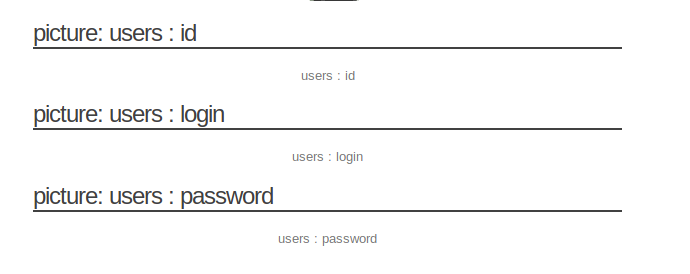 picture: users : id
users : id
picture: users : login
users : login
picture: users : password
users : password